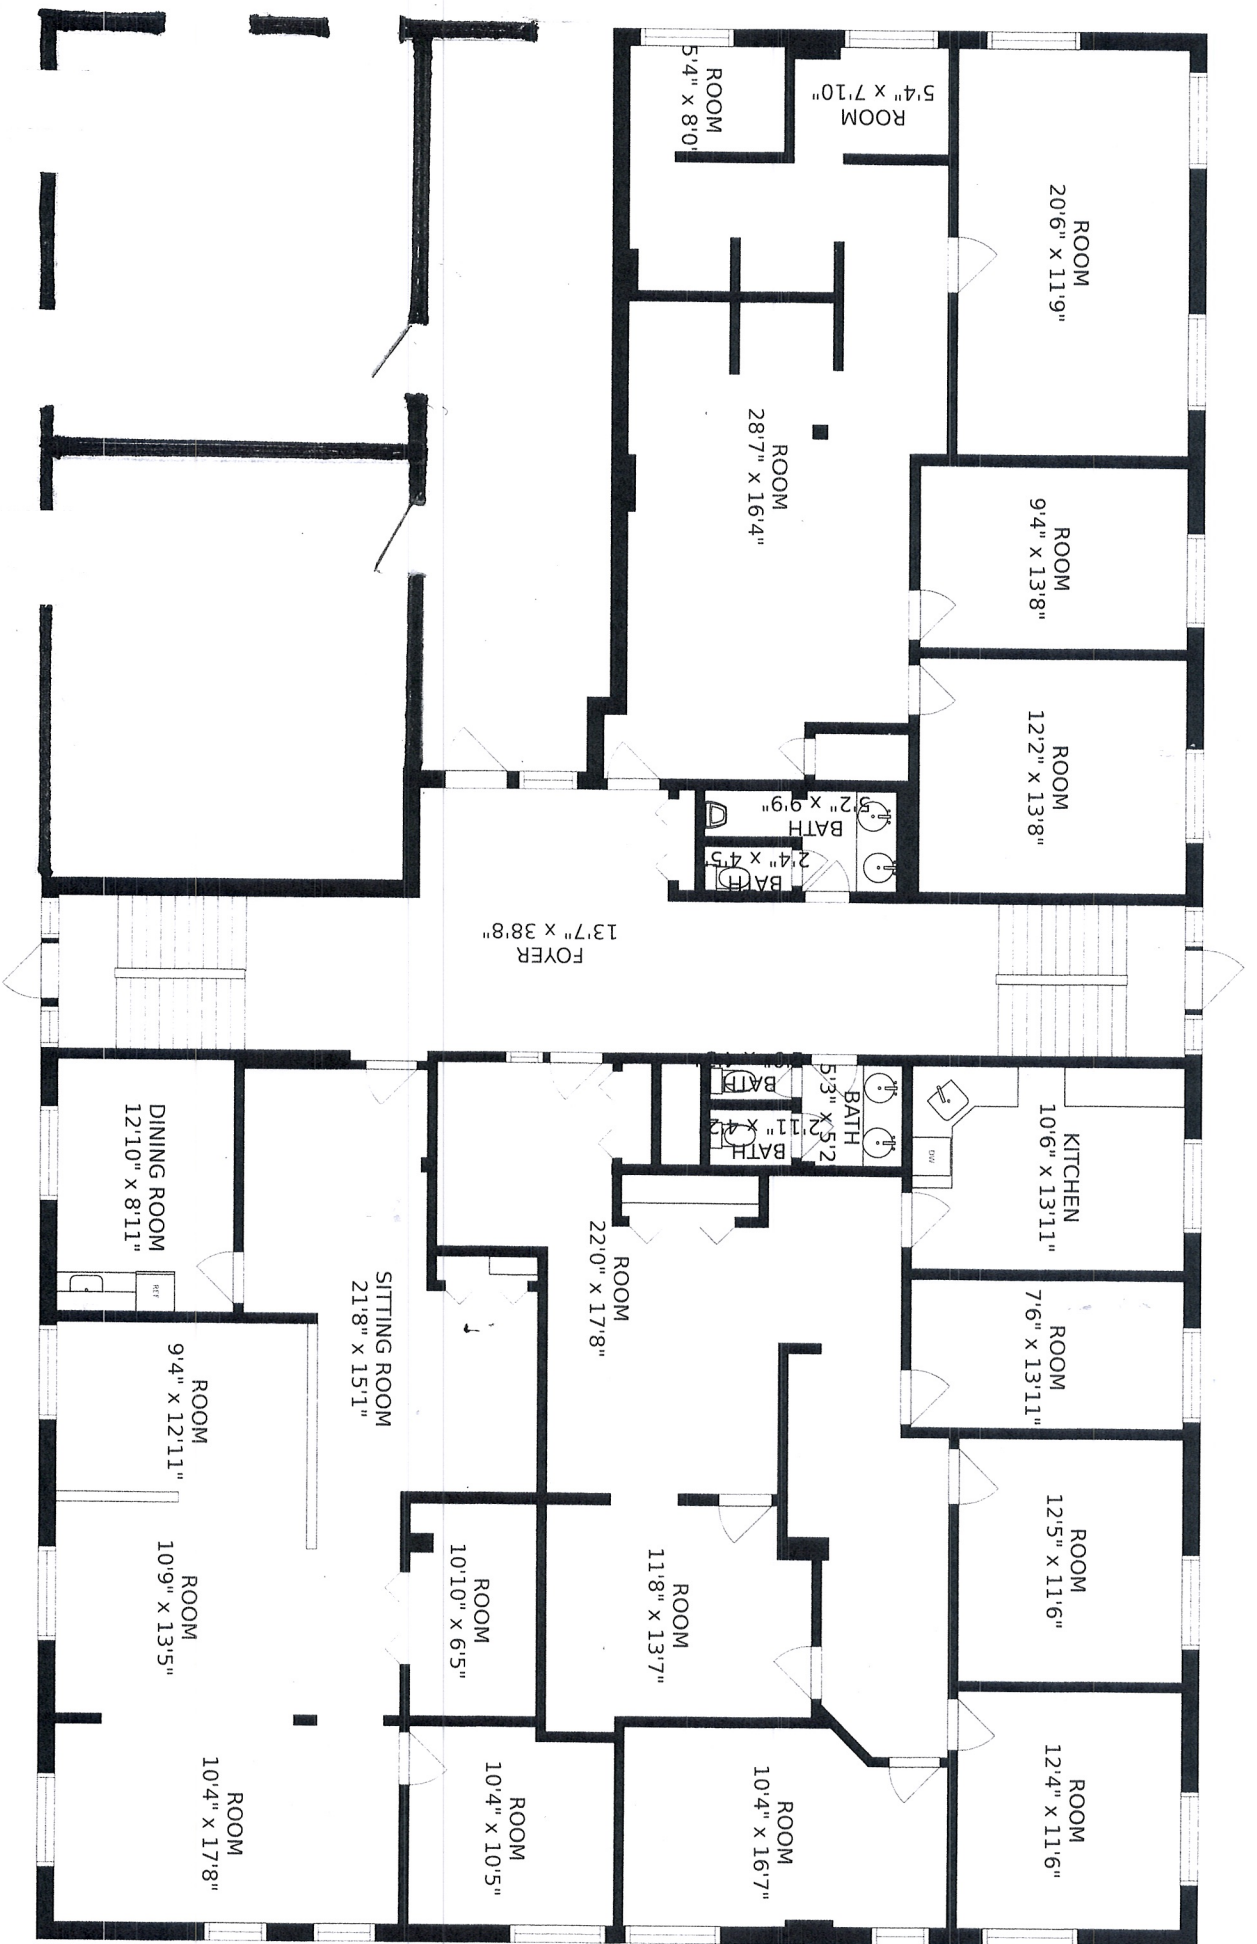 ROOM
5'4" x 8'0"
ROOM
5'4" x 7'10"
ROOM
20'6" x 11'9"
ROOM
28'7" x 16'4"
ROOM
9'4" x 13'8"
ROOM
12'2" x 13'8"
BATH
5'2" x 9'9"
BATH
2'4" x 4'5"
FOYER
13'7" x 38'8"
BATH
BATH
2'11" x 4'2"
BATH
5'3" x 5'2"
KITCHEN
10'6" x 13'11"
DW
DINING ROOM
12'10" x 8'11"
REF
SITTING ROOM
21'8" x 15'1"
ROOM
22'0" x 17'8"
ROOM
7'6" x 13'11"
ROOM
9'4" x 12'11"
ROOM
10'9" x 13'5"
ROOM
10'10" x 6'5"
ROOM
11'8" x 13'7"
ROOM
12'5" x 11'6"
ROOM
10'4" x 17'8"
ROOM
10'4" x 10'5"
ROOM
10'4" x 16'7"
ROOM
12'4" x 11'6"